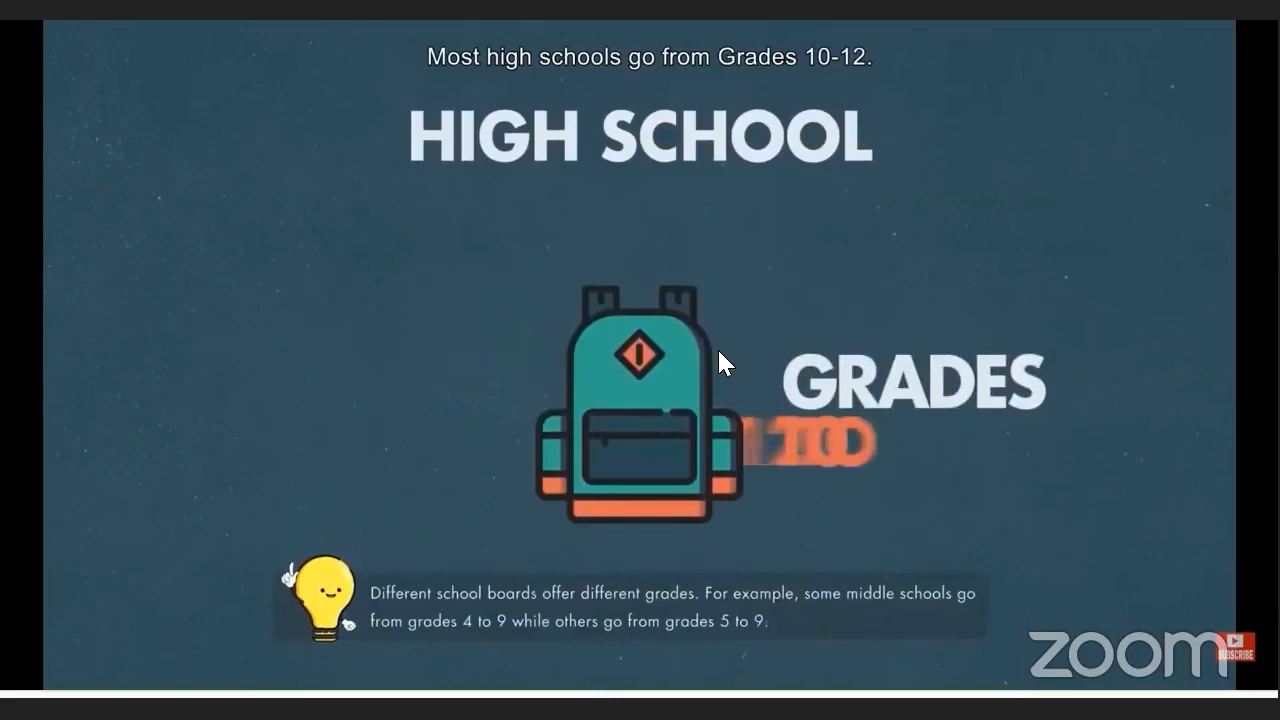 Most high schools go from Grades 10-12.
HIGH SCHOOL
GRADES
Different school boards offer different grades. For example, some middle schools go
from grades 4 to 9 while others go from grades 5 to 9.
zoom
SUBSCRIBE